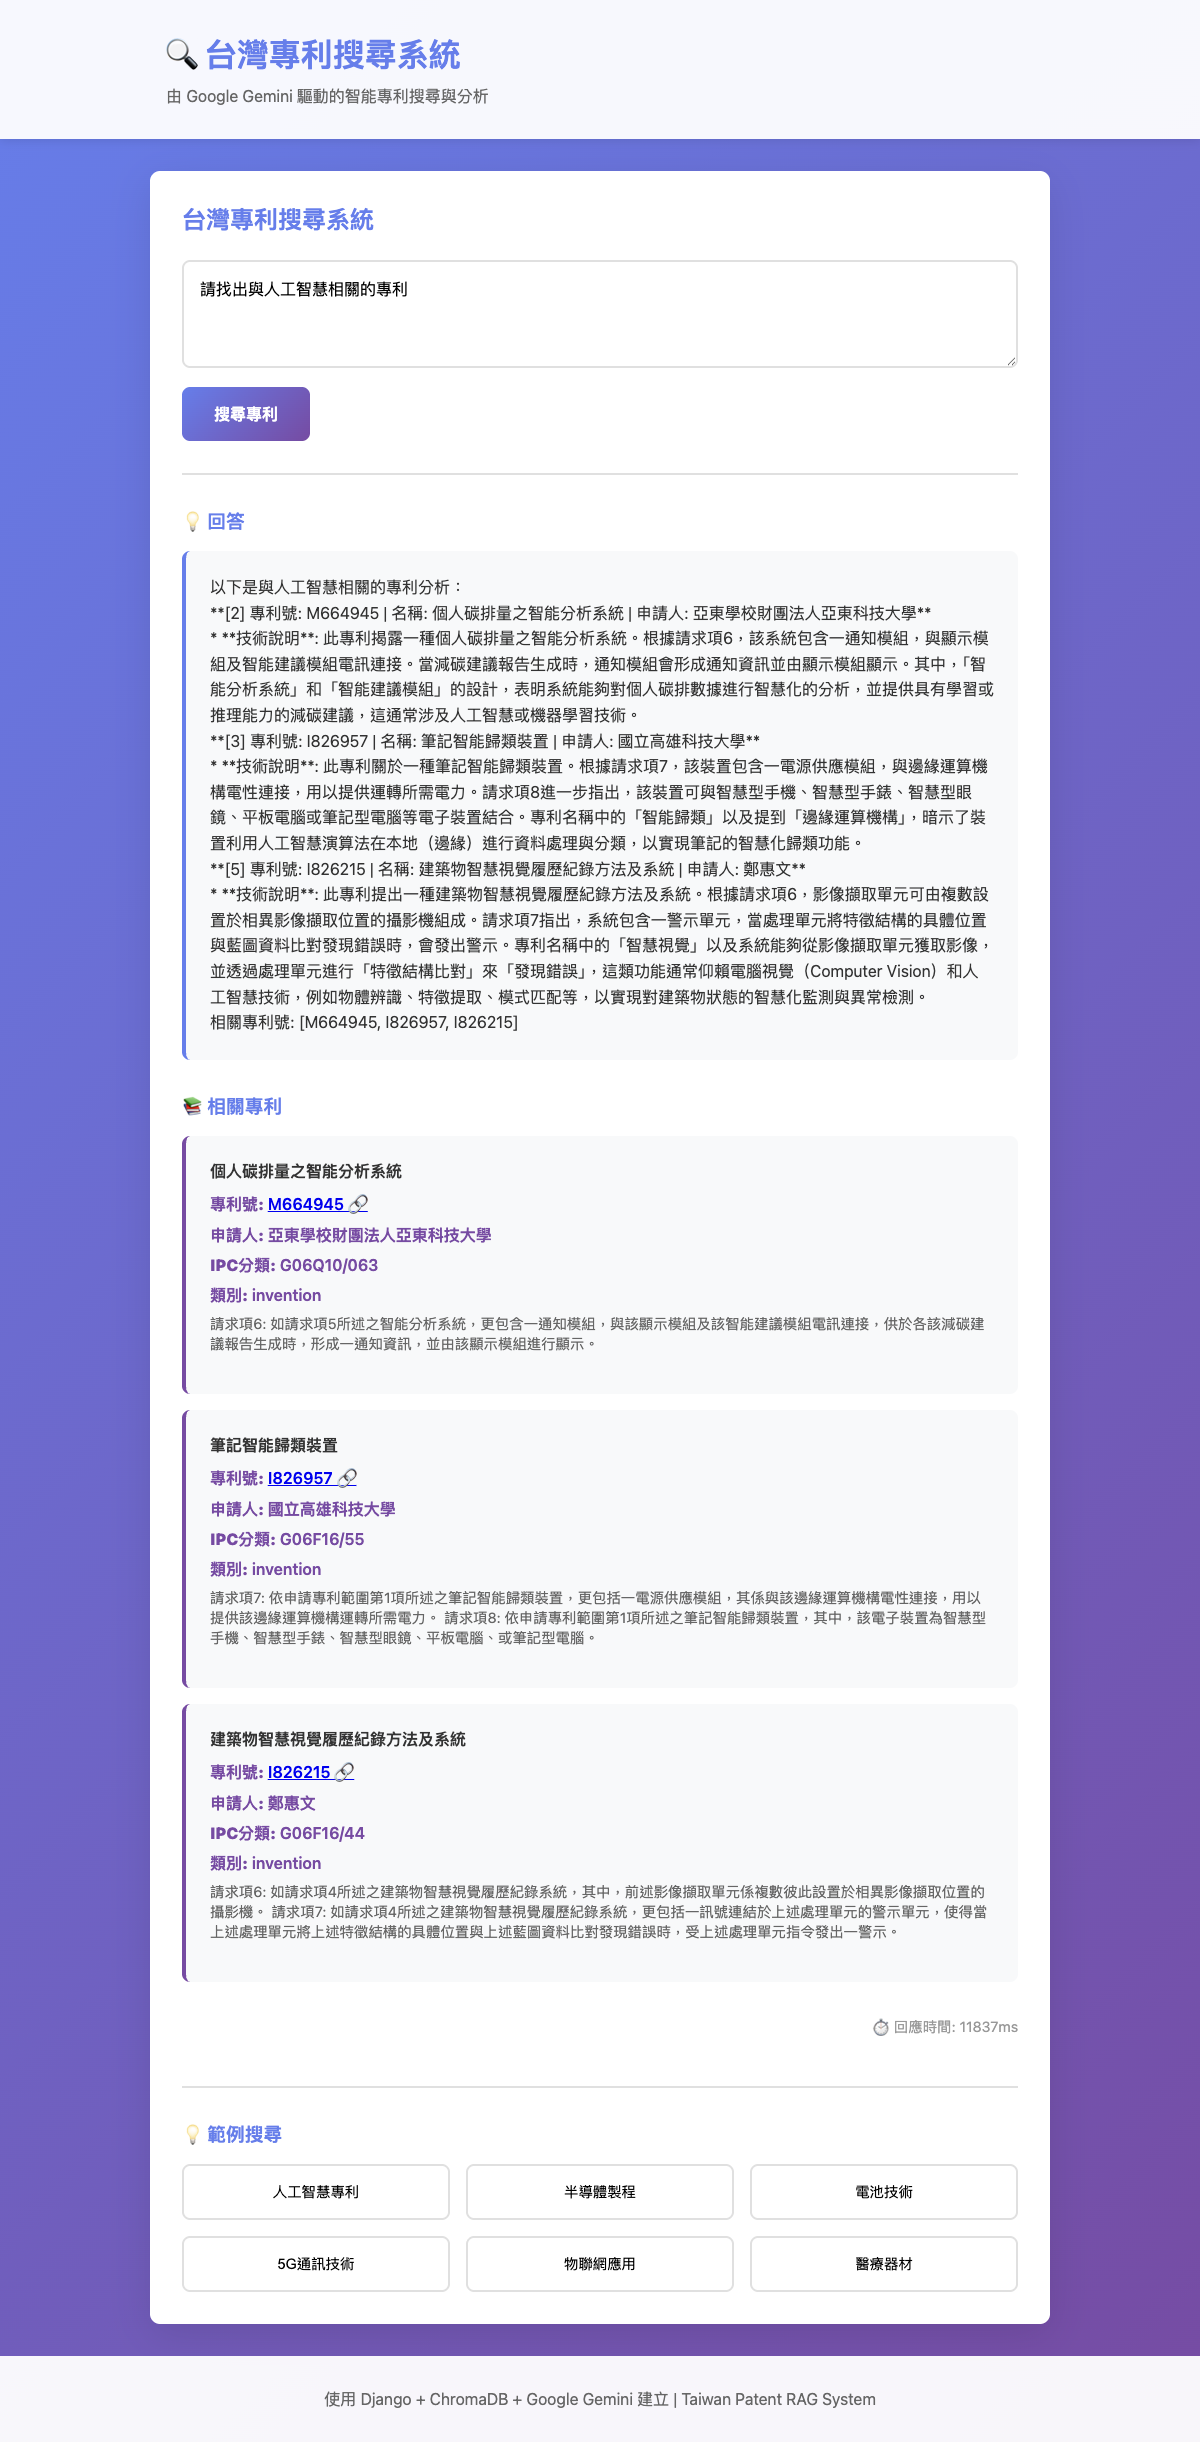 🔍 台灣專利搜尋系統
由 Google Gemini 驅動的智能專利搜尋與分析
台灣專利搜尋系統
請找出與人工智慧相關的專利
搜尋專利
💡 回答
以下是與人工智慧相關的專利分析：
**[2] 專利號: M664945 | 名稱: 個人碳排量之智能分析系統 | 申請人: 亞東學校財團法人亞東科技大學**
* **技術說明**: 此專利揭露一種個人碳排量之智能分析系統。根據請求項6，該系統包含一通知模組，與顯示模
組及智能建議模組電訊連接。當減碳建議報告生成時，通知模組會形成通知資訊並由顯示模組顯示。其中，「智
能分析系統」和「智能建議模組」的設計，表明系統能夠對個人碳排數據進行智慧化的分析，並提供具有學習或
推理能力的減碳建議，這通常涉及人工智慧或機器學習技術。
**[3] 專利號: I826957 | 名稱: 筆記智能歸類裝置 | 申請人: 國立高雄科技大學**
* **技術說明**: 此專利關於一種筆記智能歸類裝置。根據請求項7，該裝置包含一電源供應模組，與邊緣運算機
構電性連接，用以提供運轉所需電力。請求項8進一步指出，該裝置可與智慧型手機、智慧型手錶、智慧型眼
鏡、平板電腦或筆記型電腦等電子裝置結合。專利名稱中的「智能歸類」以及提到「邊緣運算機構」，暗示了裝
置利用人工智慧演算法在本地（邊緣）進行資料處理與分類，以實現筆記的智慧化歸類功能。
**[5] 專利號: I826215 | 名稱: 建築物智慧視覺履歷紀錄方法及系統 | 申請人: 鄭惠文**
* **技術說明**: 此專利提出一種建築物智慧視覺履歷紀錄方法及系統。根據請求項6，影像擷取單元可由複數設
置於相異影像擷取位置的攝影機組成。請求項7指出，系統包含一警示單元，當處理單元將特徵結構的具體位置
與藍圖資料比對發現錯誤時，會發出警示。專利名稱中的「智慧視覺」以及系統能夠從影像擷取單元獲取影像，
並透過處理單元進行「特徵結構比對」來「發現錯誤」，這類功能通常仰賴電腦視覺（Computer Vision）和人
工智慧技術，例如物體辨識、特徵提取、模式匹配等，以實現對建築物狀態的智慧化監測與異常檢測。
相關專利號: [M664945, I826957, I826215]
📚 相關專利
個人碳排量之智能分析系統
專利號: M664945 🔗
申請人: 亞東學校財團法人亞東科技大學
IPC分類: G06Q10/063
類別: invention
請求項6: 如請求項5所述之智能分析系統，更包含一通知模組，與該顯示模組及該智能建議模組電訊連接，供於各該減碳建
議報告生成時，形成一通知資訊，並由該顯示模組進行顯示。
筆記智能歸類裝置
專利號: I826957 🔗
申請人: 國立高雄科技大學
IPC分類: G06F16/55
類別: invention
請求項7: 依申請專利範圍第1項所述之筆記智能歸類裝置，更包括一電源供應模組，其係與該邊緣運算機構電性連接，用以
提供該邊緣運算機構運轉所需電力。 請求項8: 依申請專利範圍第1項所述之筆記智能歸類裝置，其中，該電子裝置為智慧型
手機、智慧型手錶、智慧型眼鏡、平板電腦、或筆記型電腦。
建築物智慧視覺履歷紀錄方法及系統
專利號: I826215 🔗
申請人: 鄭惠文
IPC分類: G06F16/44
類別: invention
請求項6: 如請求項4所述之建築物智慧視覺履歷紀錄系統，其中，前述影像擷取單元係複數彼此設置於相異影像擷取位置的
攝影機。 請求項7: 如請求項4所述之建築物智慧視覺履歷紀錄系統，更包括一訊號連結於上述處理單元的警示單元，使得當
上述處理單元將上述特徵結構的具體位置與上述藍圖資料比對發現錯誤時，受上述處理單元指令發出一警示。
⏱ 回應時間: 11837ms
💡 範例搜尋
人工智慧專利
半導體製程
電池技術
5G通訊技術
物聯網應用
醫療器材
使用 Django + ChromaDB + Google Gemini 建立 | Taiwan Patent RAG System